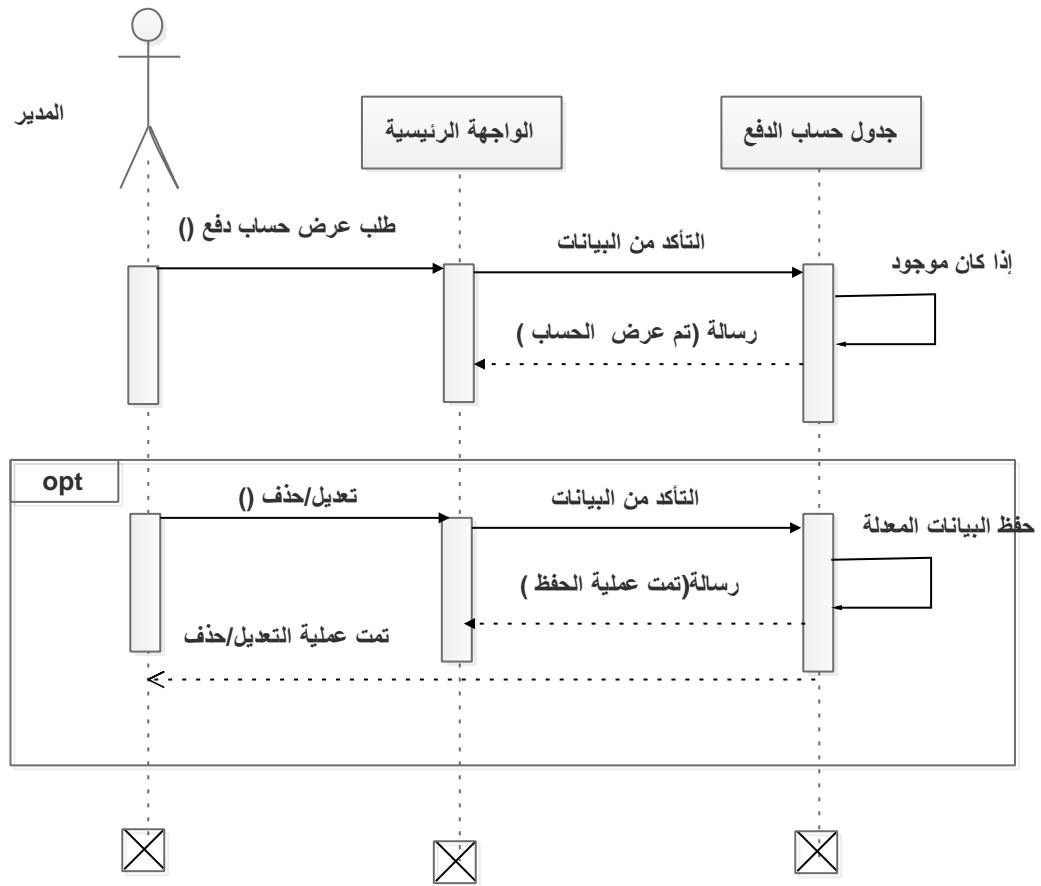 المدير
الواجهة الرئيسية
جدول حساب الدفع
طلب عرض حساب دفع ()
التأكد من البيانات
إذا كان موجود
رسالة (تم عرض الحساب )
opt
تعديل/حذف ()
التأكد من البيانات
حفظ البيانات المعدلة
رسالة(تمت عملية الحفظ )
تمت عملية التعديل/حذف